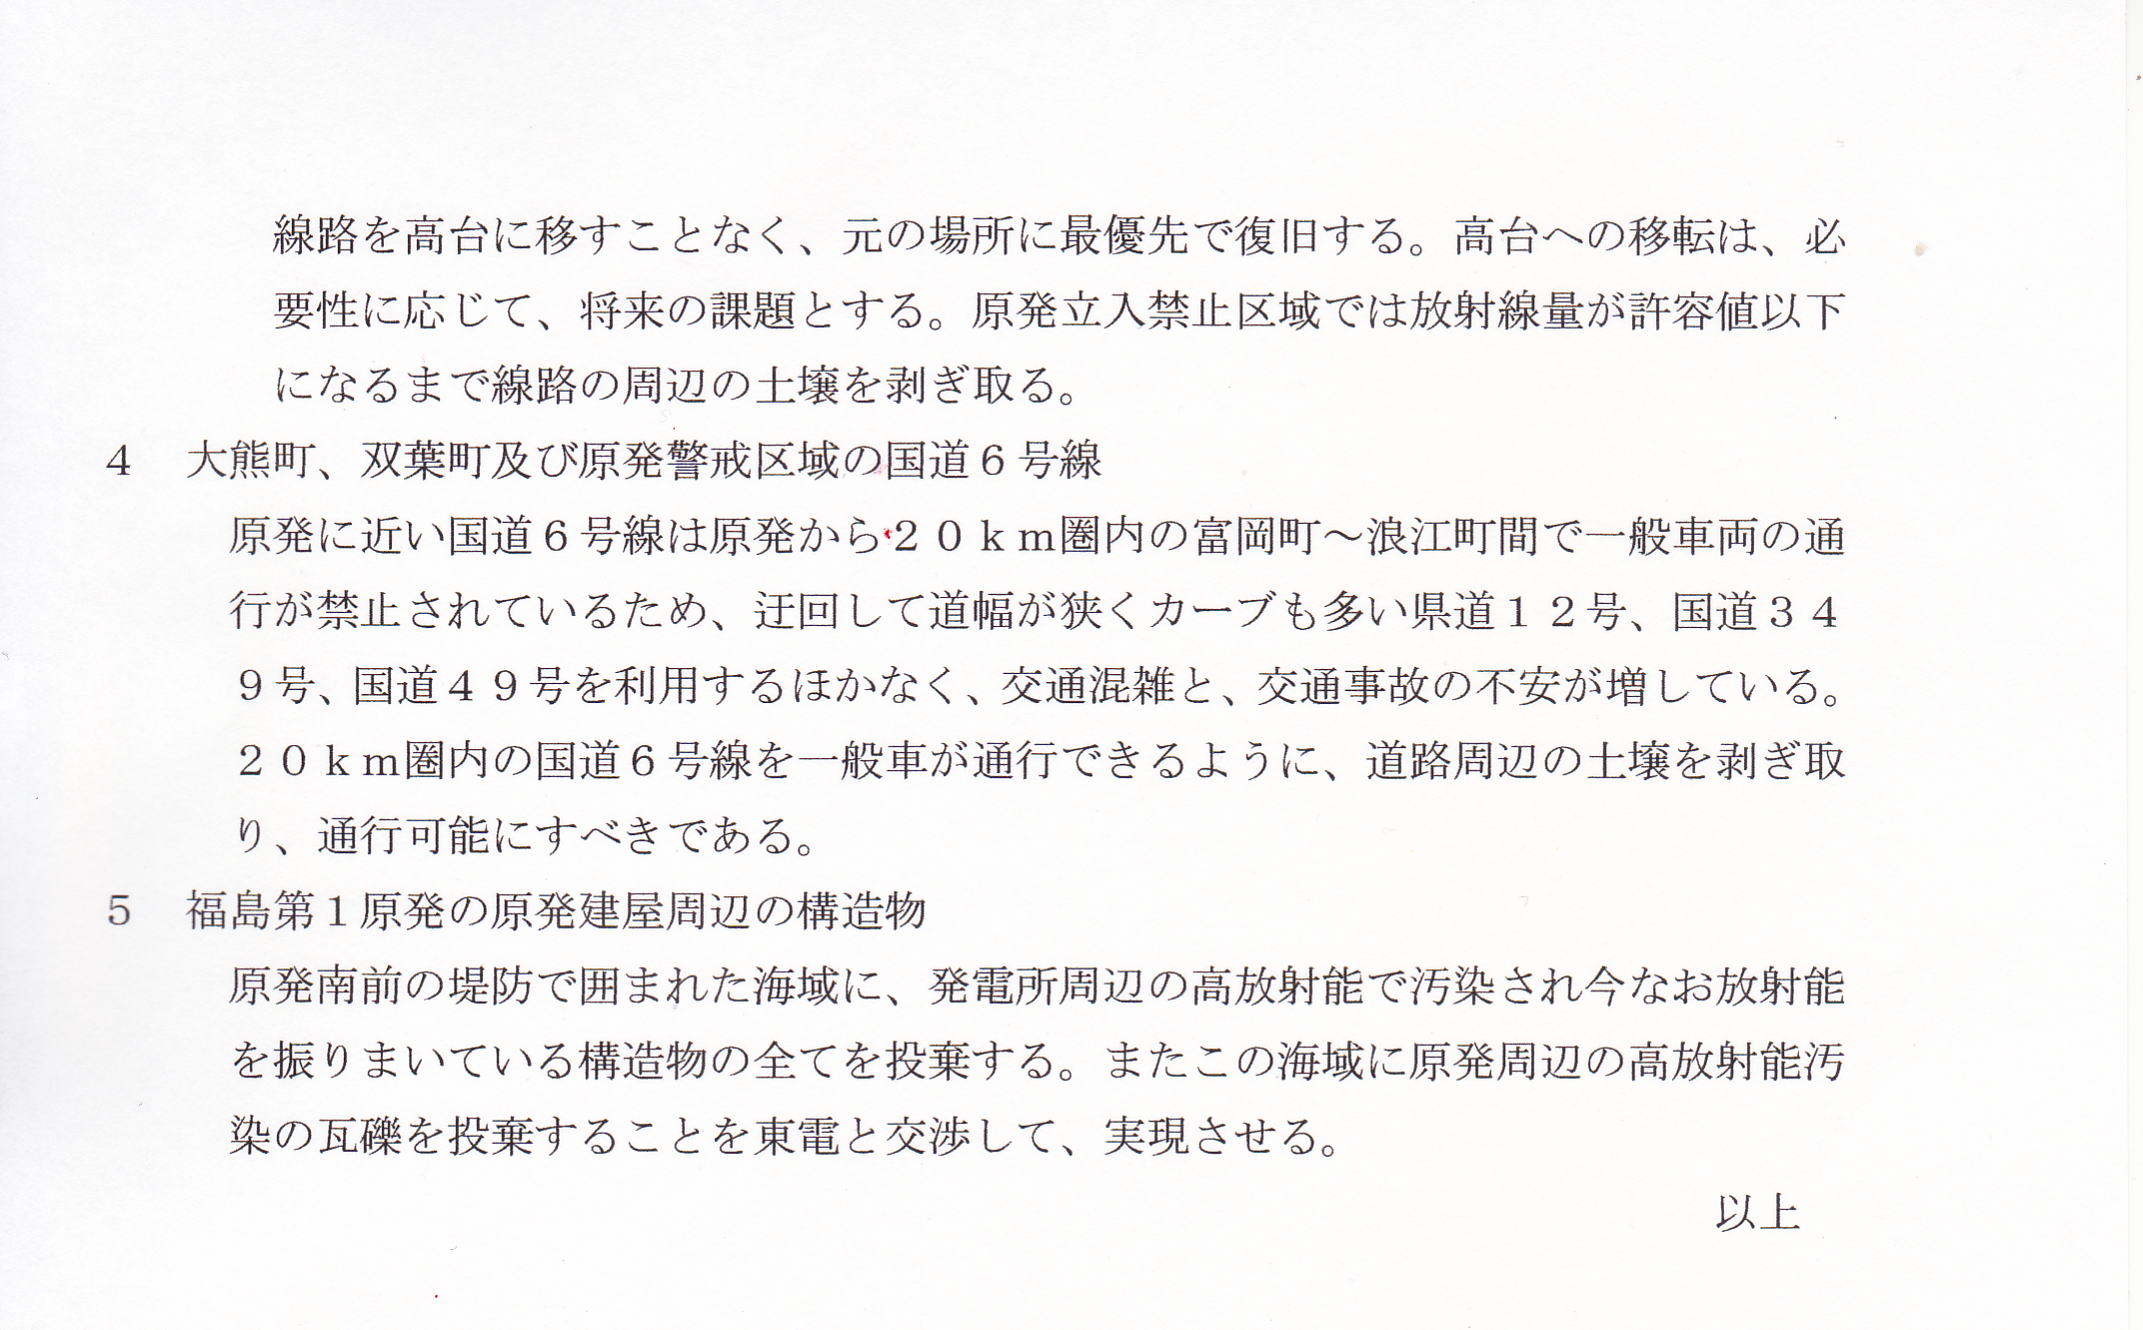 線路を高台に移すことなく、元の場所に最優先で復旧する。高台への移転は、必
要性に応じて、将来の課題とする。原発立入禁止区域では放射線量が許容値以下
になるまで線路の周辺の土壌を剥ぎ取る。
４　大熊町、双葉町及び原発警戒区域の国道６号線
原発に近い国道６号線は原発から２０ｋｍ圏内の富岡町～浪江町間で一般車両の通
行が禁止されているため、迂回して道幅が狭くカーブも多い県道１２号、国道３４
９号、国道４９号を利用するほかなく、交通混雑と、交通事故の不安が増している。
２０ｋｍ圏内の国道６号線を一般車が通行できるように、道路周辺の土壌を剥ぎ取
り、通行可能にすべきである。
５　福島第１原発の原発建屋周辺の構造物
原発南前の堤防で囲まれた海域に、発電所周辺の高放射能で汚染され今なお放射能
を振りまいている構造物の全てを投棄する。またこの海域に原発周辺の高放射能汚
染の瓦礫を投棄することを東電と交渉して、実現させる。
以上